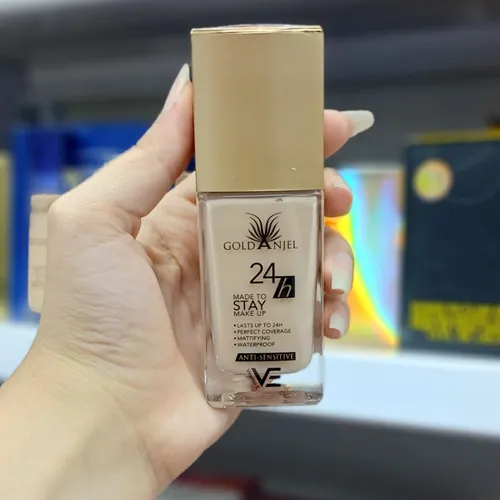 GOLD ANJEL
24h
MADE TO
STAY
MAKE UP
• LASTS UP TO 24H
• PERFECT COVERAGE
• MATTIFYING
• WATERPROOF
ANTI-SENSITIVE
VE